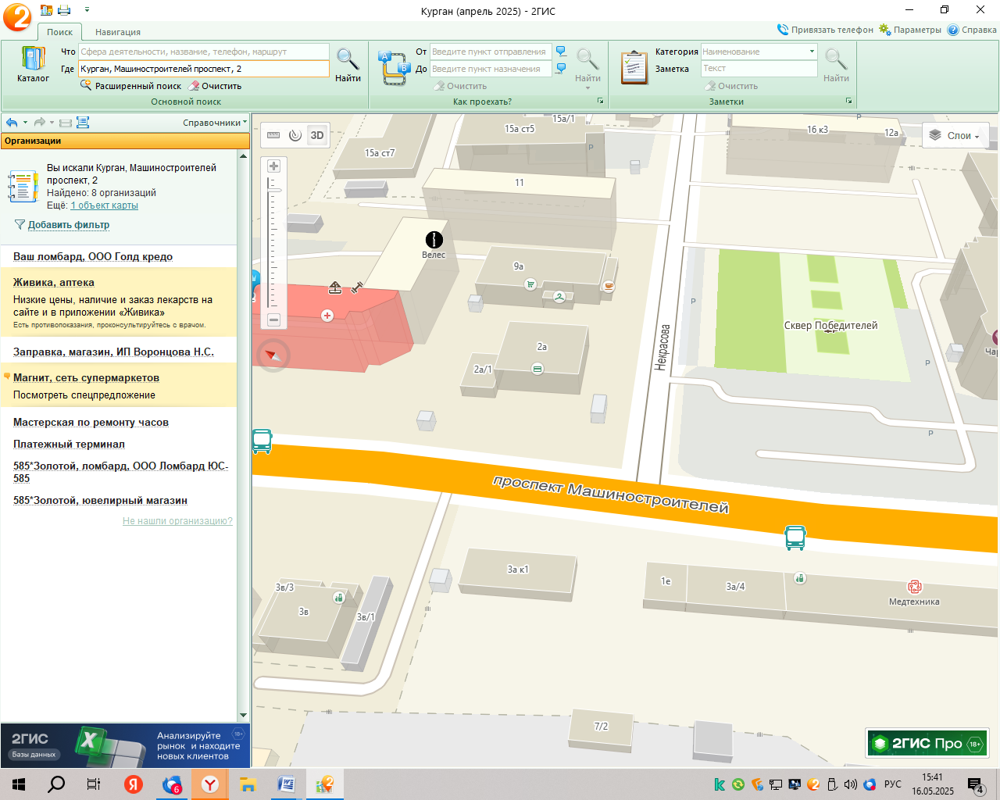 Курган (апрель 2025) - 2ГИС
Поиск
Навигация
Привязать телефон
Параметры
Справка
Каталог
Что
Сфера деятельности, название, телефон, маршрут
Где
Курган, Машиностроителей проспект, 2
Расширенный поиск
Очистить
Найти
Основной поиск
От
Введите пункт отправления
До
Введите пункт назначения
Очистить
Найти
Как проехать?
Категория
Наименование
Заметка
Текст
Очистить
Найти
Заметки
Справочники
Организации
Вы искали Курган, Машиностроителей
проспект, 2
Найдено: 8 организаций
Ещё: 1 объект карты
Добавить фильтр
Ваш ломбард, ООО Голд кредо
Живика, аптека
Низкие цены, наличие и заказ лекарств на
сайте и в приложении «Живика»
Есть противопоказания, проконсультируйтесь с врачом.
Заправка, магазин, ИП Воронцова Н.С.
Магнит, сеть супермаркетов
Посмотреть спецпредложение
Мастерская по ремонту часов
Платежный терминал
585*Золотой, ломбард, ООО Ломбард ЮС-
585
585*Золотой, ювелирный магазин
Не нашли организацию?
2ГИС
Базы данных
Анализируйте
рынок и находите
новых клиентов
18+
3D
Слои
15а/1
15а ст5
15а ст7
16 к3
12а
P
P
11
Велес
9а
P
Сквер Победителей
2а
2а/1
Некрасова
P
Чар
P
проспект Машиностроителей
3а к1
1е
3а/4
Медтехника
3в/3
3в
3в/1
7/2
2ГИС Про 18+
РУС
15:41
16.05.2025
6
4